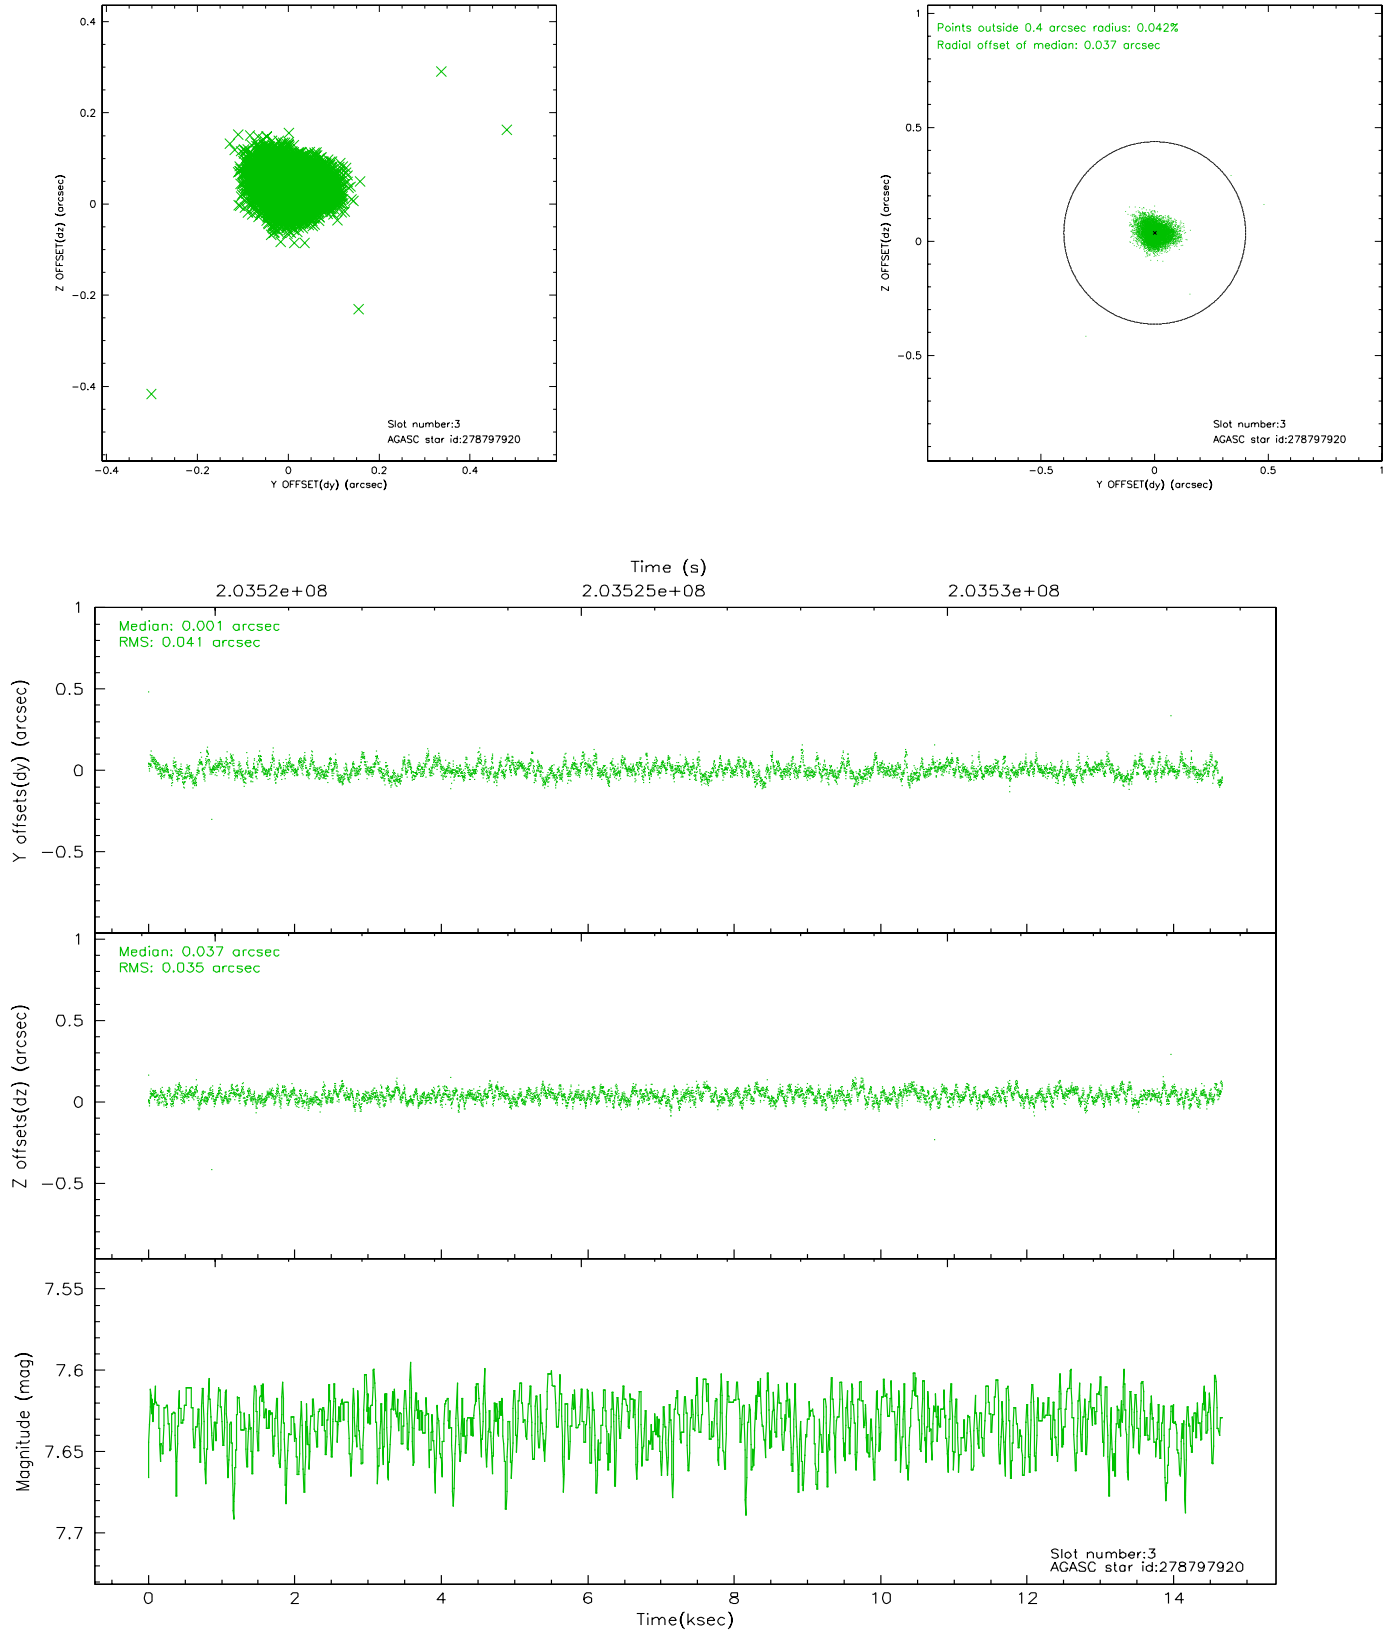 0.4
0.2
0
−0.2
−0.4
Z OFFSET(dz) (arcsec)
−0.4
−0.2
0
0.2
0.4
Y OFFSET(dy) (arcsec)
Slot number:3
AGASC star id:278797920
Points outside 0.4 arcsec radius: 0.042%
Radial offset of median: 0.037 arcsec
1
0.5
0
−0.5
Z OFFSET(dz) (arcsec)
−0.5
0
0.5
1
Y OFFSET(dy) (arcsec)
Slot number:3
AGASC star id:278797920
Time (s)
2.0352e+08
2.03525e+08
2.0353e+08
Median: 0.001 arcsec
RMS: 0.041 arcsec
1
0.5
0
−0.5
Y offsets(dy) (arcsec)
Median: 0.037 arcsec
RMS: 0.035 arcsec
1
0.5
0
−0.5
Z offsets(dz) (arcsec)
7.55
7.6
7.65
7.7
Magnitude (mag)
Slot number:3
AGASC star id:278797920
0
2
4
6
8
10
12
14
Time(ksec)